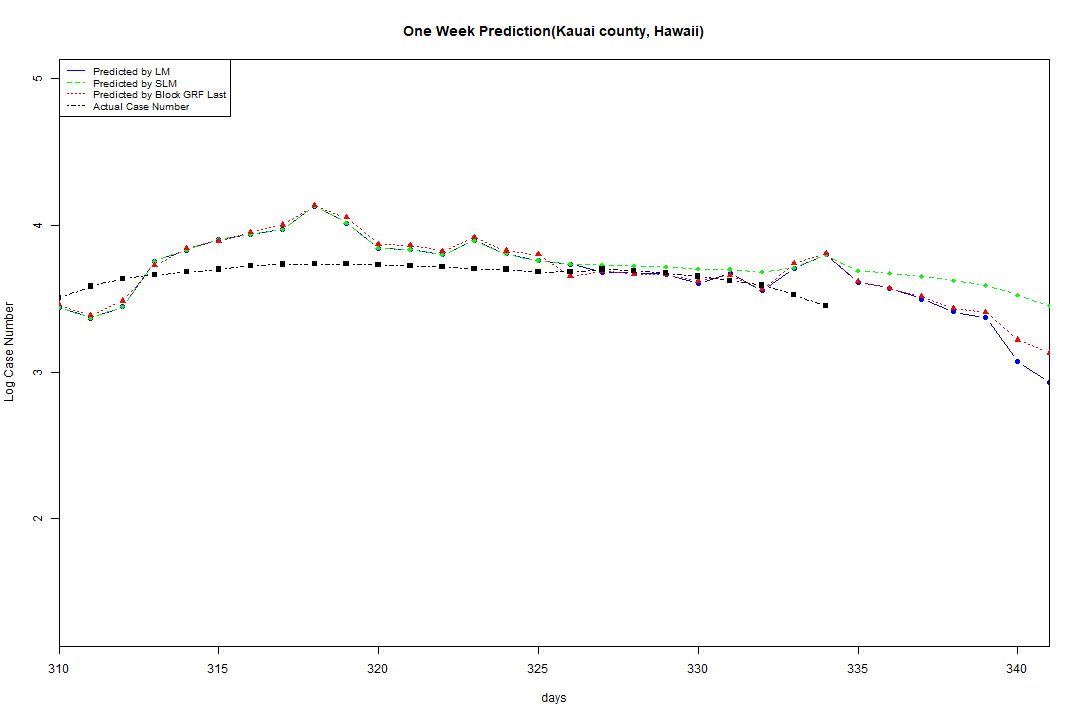 One Week Prediction(Kauai county, Hawaii)
Predicted by LM
Predicted by SLM
Predicted by Block GRF Last
Actual Case Number
5
4
3
2
Log Case Number
310 315 320 325 330 335 340
days